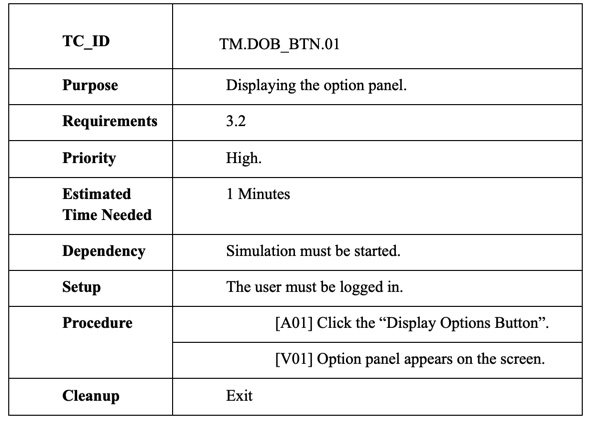 TC_ID TM.DOB_BTN.01
Purpose Displaying the option panel.
Requirements 3.2
Priority High.
Estimated
Time Needed 1 Minutes
Dependency Simulation must be started.
Setup The user must be logged in.
Procedure [A01] Click the “Display Options Button”.
[V01] Option panel appears on the screen.
Cleanup Exit